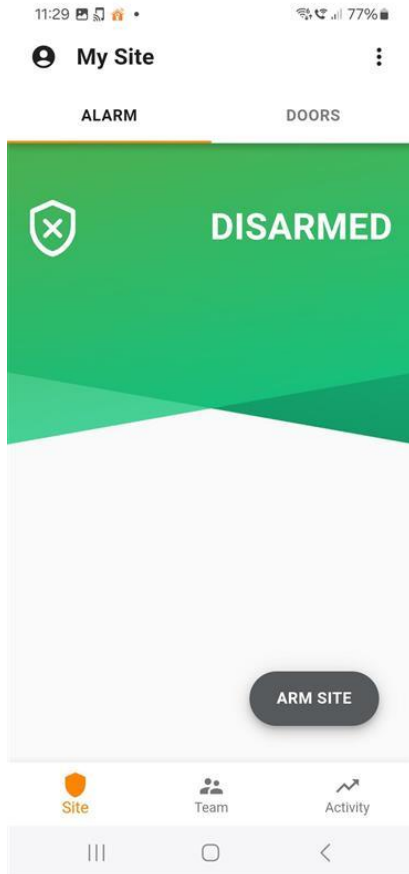 11:29
77%
My Site
ALARM DOORS
DISARMED
ARM SITE
Site Team Activity